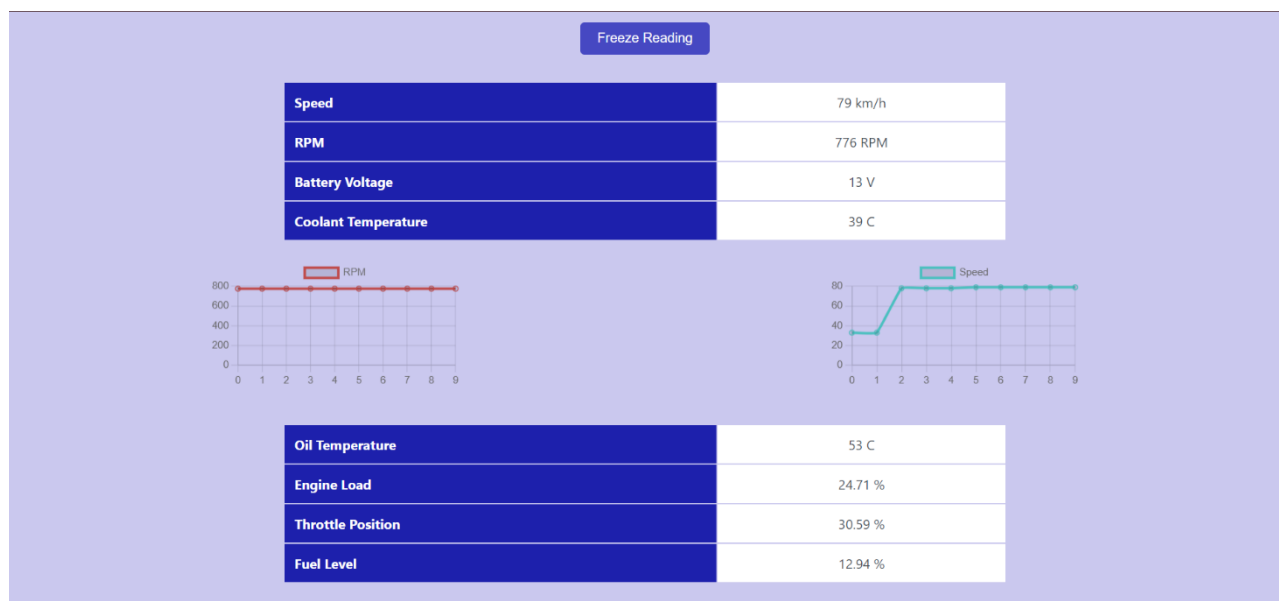 Freeze Reading
Speed 79 km/h
RPM 776 RPM
Battery Voltage 13 V
Coolant Temperature 39 C
RPM
800
600
400
200
0
0 1 2 3 4 5 6 7 8 9
Speed
80
60
40
20
0
0 1 2 3 4 5 6 7 8 9
Oil Temperature 53 C
Engine Load 24.71 %
Throttle Position 30.59 %
Fuel Level 12.94 %